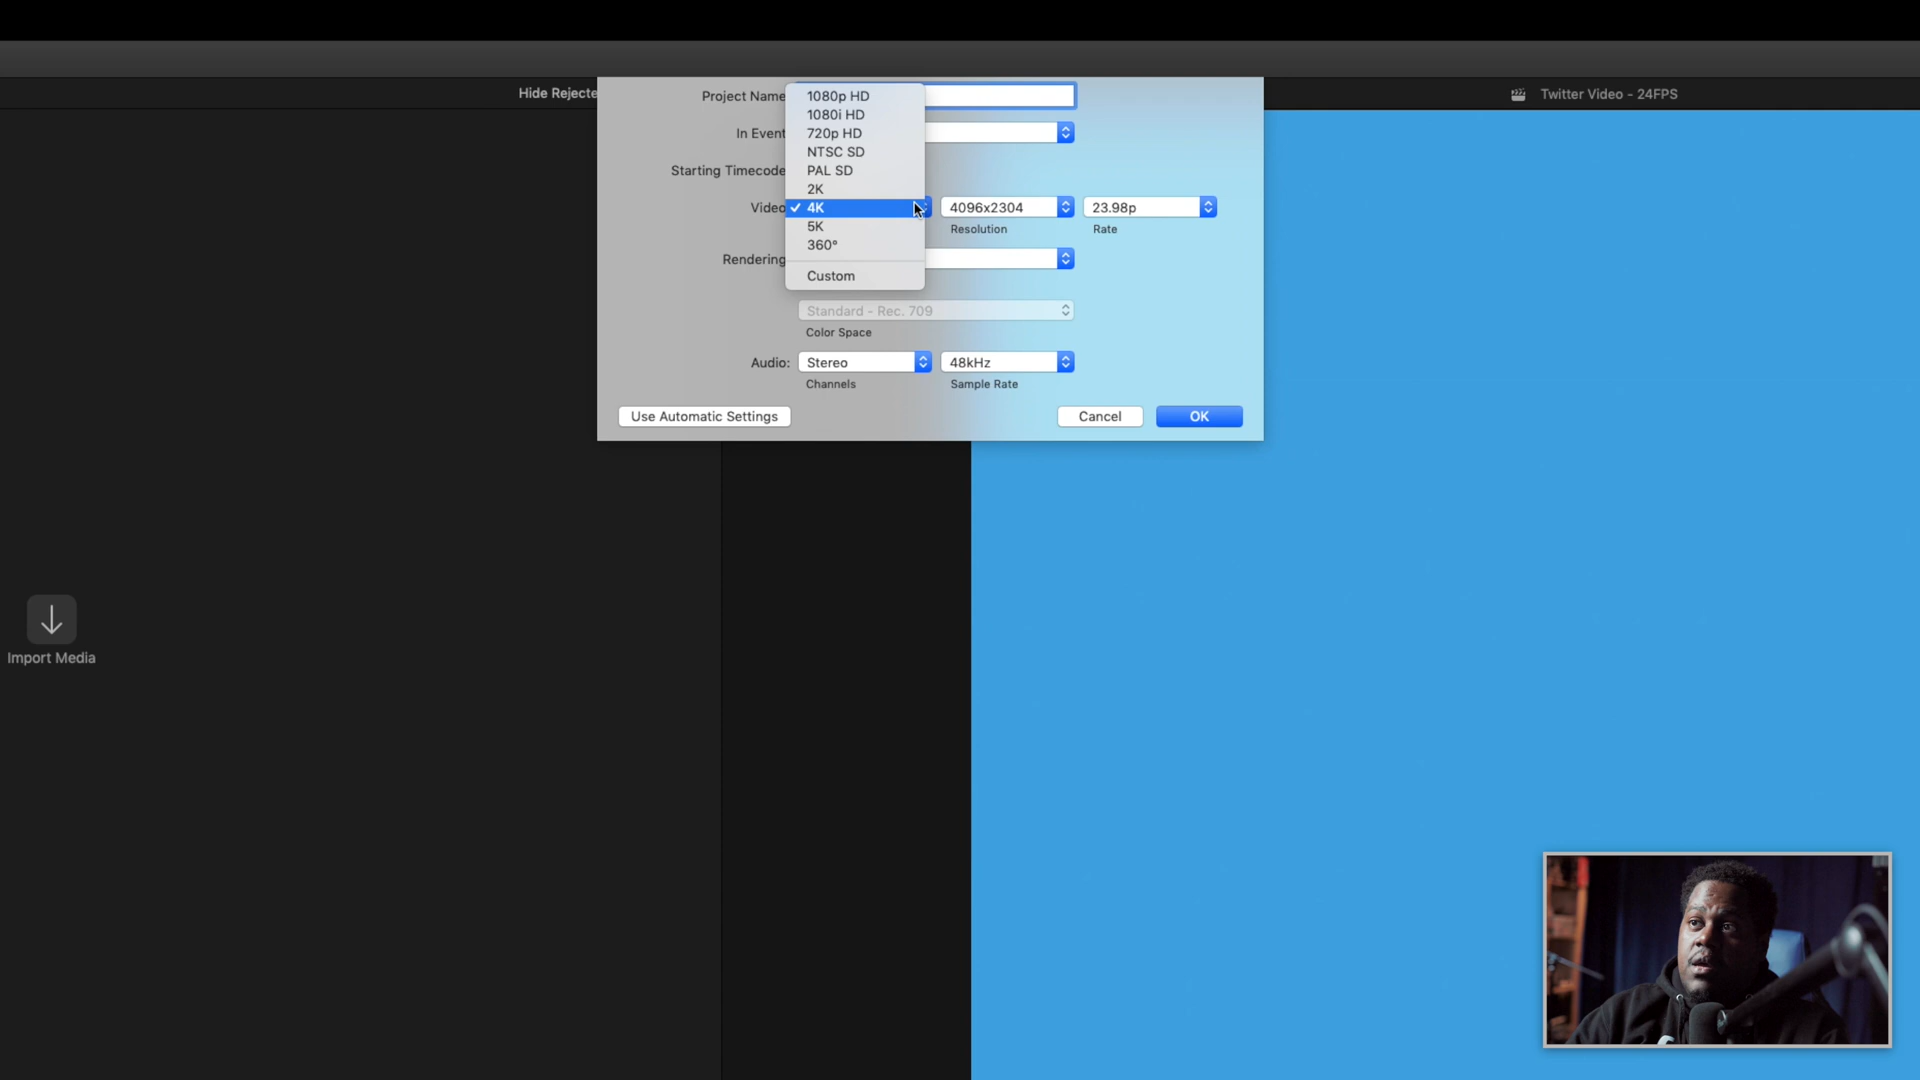 Hide Rejecte
Twitter Video - 24FPS
Project Name
In Event
Starting Timecode
Video
Rendering
1080p HD
1080i HD
720p HD
NTSC SD
PAL SD
2K
4K
5K
360°
Custom
4096x2304
23.98p
Resolution
Rate
Standard - Rec. 709
Color Space
Audio: Stereo 48kHz
Channels Sample Rate
Use Automatic Settings Cancel OK
Import Media